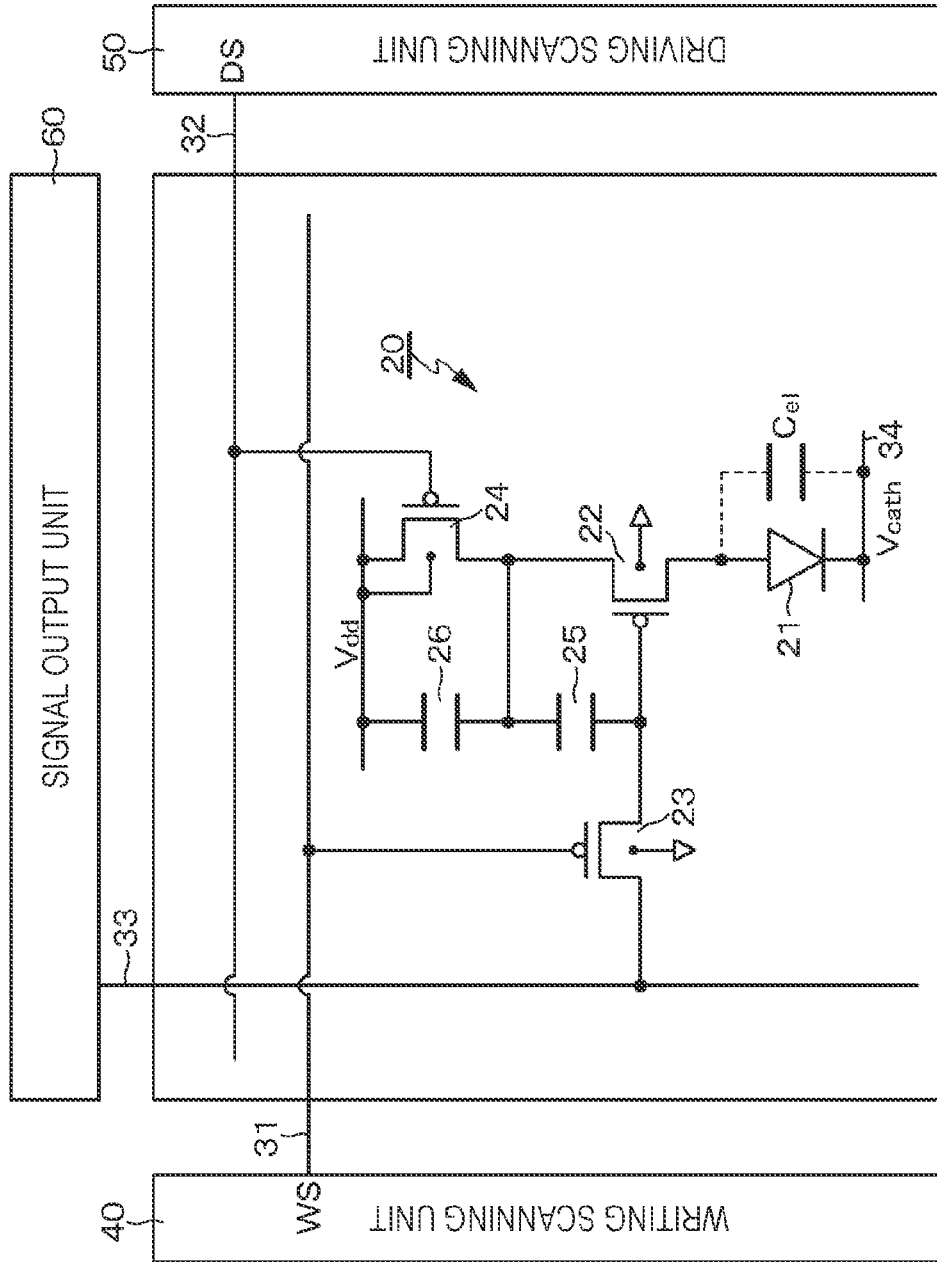 SIGNAL OUTPUT UNIT
60
50
DRIVING SCANNING UNIT
DS
32
33
40
WRITING SCANNING UNIT
WS
31
20
Vdd
24
26
25
22
23
21
Cel
34
Vcath